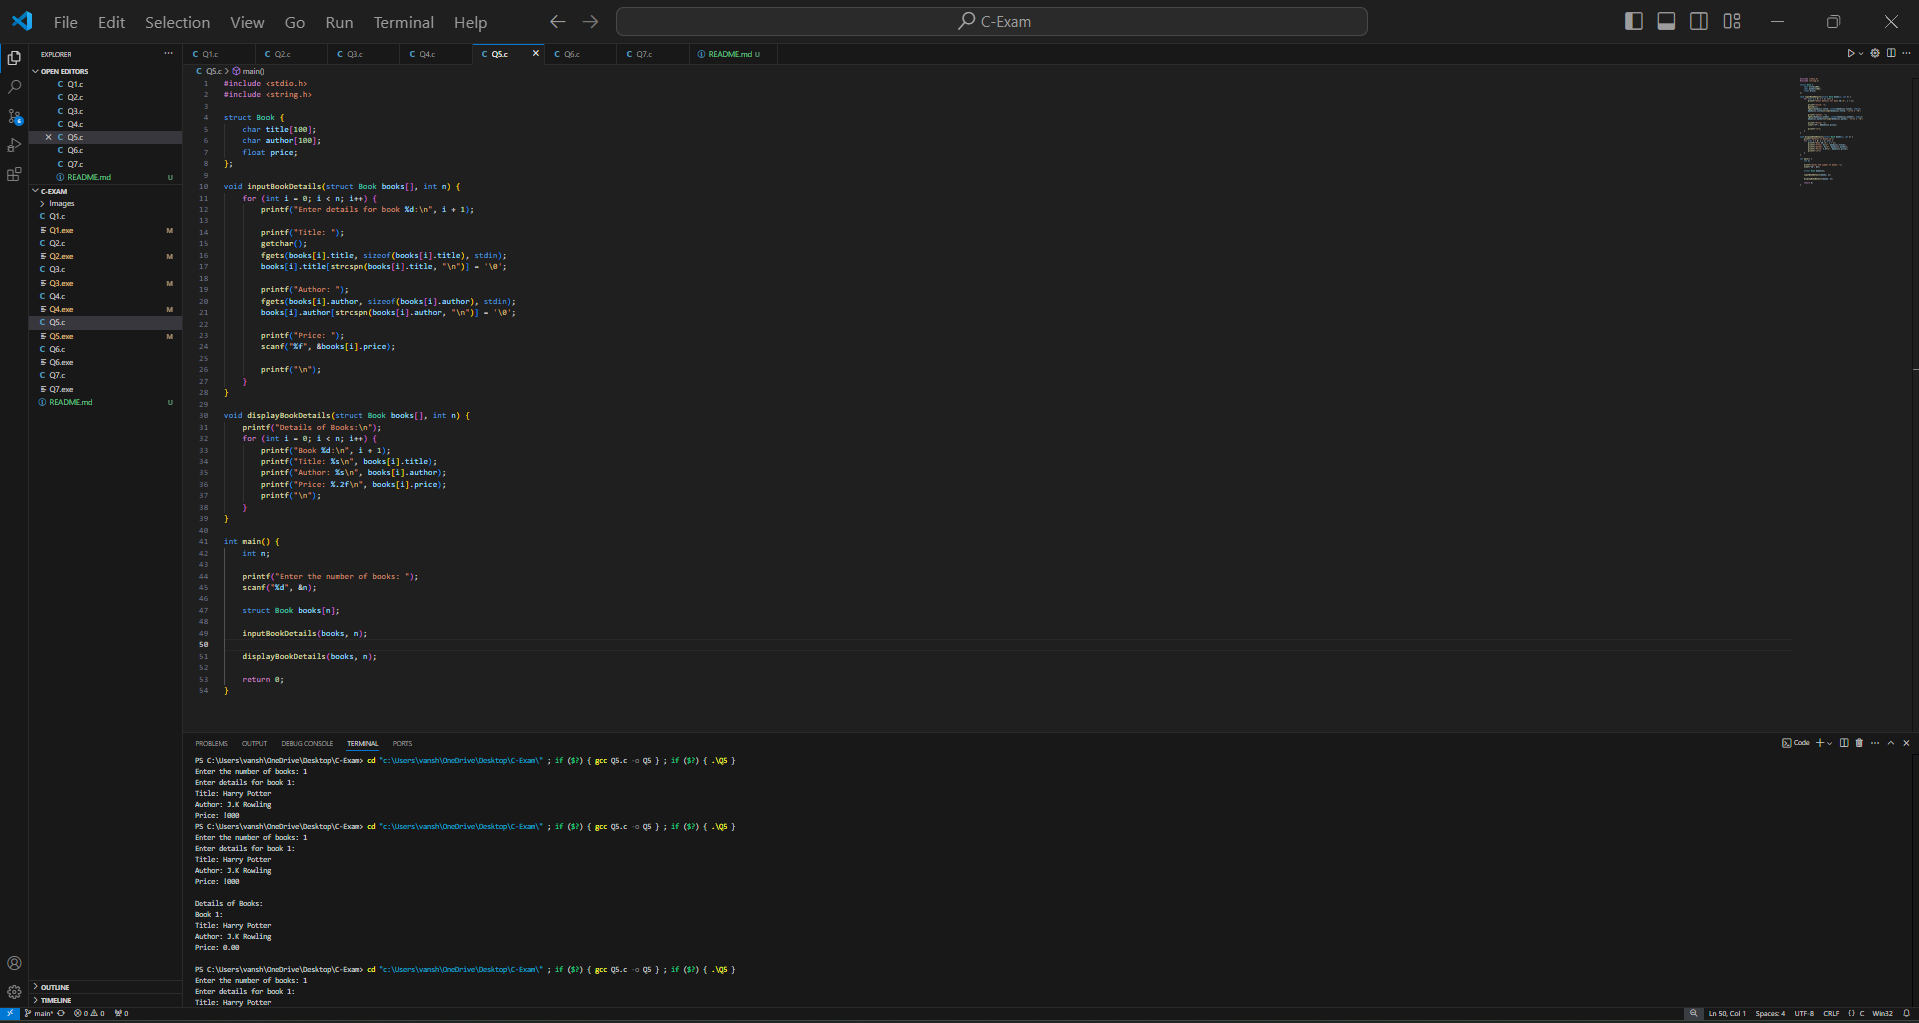 File Edit Selection View Go Run Terminal Help
C-Exam
EXPLORER
OPEN EDITORS
Q1.c
Q2.c
Q3.c
Q4.c
Q5.c
Q6.c
Q7.c
README.md U
C-EXAM
Images
Q1.c
Q1.exe M
Q2.c
Q2.exe M
Q3.c
Q3.exe M
Q4.c
Q4.exe M
Q5.c
Q5.exe M
Q6.c
Q6.exe
Q7.c
Q7.exe
README.md U
OUTLINE
TIMELINE
C Q1.c C Q2.c C Q3.c C Q4.c C Q5.c C Q6.c C Q7.c README.md U
C Q5.c > main()
1 #include <stdio.h>
2 #include <string.h>
3
4 struct Book {
5 char title[100];
6 char author[100];
7 float price;
8 };
9
10 void inputBookDetails(struct Book books[], int n) {
11 for (int i = 0; i < n; i++) {
12 printf("Enter details for book %d:\n", i + 1);
13
14 printf("Title: ");
15 getchar();
16 fgets(books[i].title, sizeof(books[i].title), stdin);
17 books[i].title[strcspn(books[i].title, "\n")] = '\0';
18
19 printf("Author: ");
20 fgets(books[i].author, sizeof(books[i].author), stdin);
21 books[i].author[strcspn(books[i].author, "\n")] = '\0';
22
23 printf("Price: ");
24 scanf("%f", &books[i].price);
25
26 printf("\n");
27 }
28 }
29
30 void displayBookDetails(struct Book books[], int n) {
31 printf("Details of Books:\n");
32 for (int i = 0; i < n; i++) {
33 printf("Book %d:\n", i + 1);
34 printf("Title: %s\n", books[i].title);
35 printf("Author: %s\n", books[i].author);
36 printf("Price: %.2f\n", books[i].price);
37 printf("\n");
38 }
39 }
40
41 int main() {
42 int n;
43
44 printf("Enter the number of books: ");
45 scanf("%d", &n);
46
47 struct Book books[n];
48
49 inputBookDetails(books, n);
50
51 displayBookDetails(books, n);
52
53 return 0;
54 }
PROBLEMS OUTPUT DEBUG CONSOLE TERMINAL PORTS
Code
PS C:\Users\vansh\OneDrive\Desktop\C-Exam> cd "c:\Users\vansh\OneDrive\Desktop\C-Exam\" ; if ($?) { gcc Q5.c -o Q5 } ; if ($?) { .\Q5 }
Enter the number of books: 1
Enter details for book 1:
Title: Harry Potter
Author: J.K Rowling
Price: !000
PS C:\Users\vansh\OneDrive\Desktop\C-Exam> cd "c:\Users\vansh\OneDrive\Desktop\C-Exam\" ; if ($?) { gcc Q5.c -o Q5 } ; if ($?) { .\Q5 }
Enter the number of books: 1
Enter details for book 1:
Title: Harry Potter
Author: J.K Rowling
Price: !000
Details of Books:
Book 1:
Title: Harry Potter
Author: J.K Rowling
Price: 0.00
PS C:\Users\vansh\OneDrive\Desktop\C-Exam> cd "c:\Users\vansh\OneDrive\Desktop\C-Exam\" ; if ($?) { gcc Q5.c -o Q5 } ; if ($?) { .\Q5 }
Enter the number of books: 1
Enter details for book 1:
Title: Harry Potter
main* 0 0 0
Ln 50, Col 1 Spaces: 4 UTF-8 CRLF {} C Win32